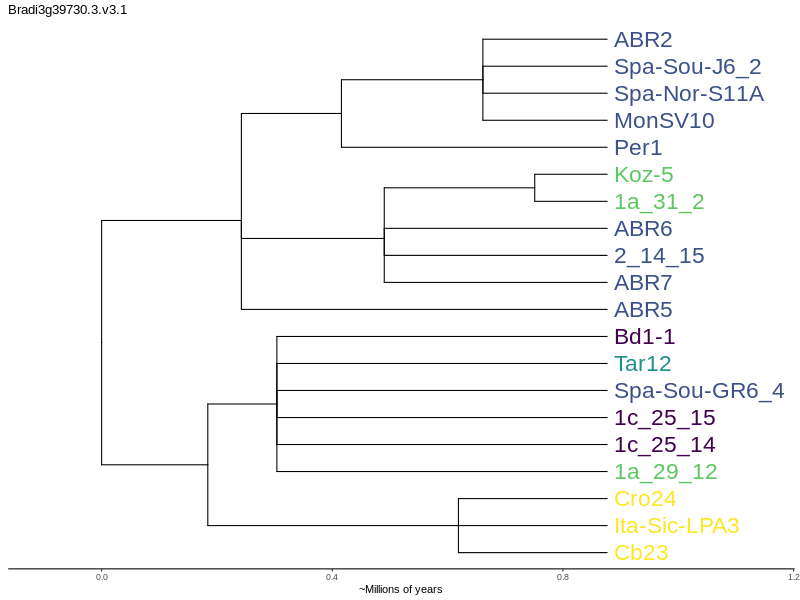 Bradi3g39730.3.v3.1
ABR2
Spa-Sou-J6_2
Spa-Nor-S11A
MonSV10
Per1
Koz-5
1a_31_2
ABR6
2_14_15
ABR7
ABR5
Bd1-1
Tar12
Spa-Sou-GR6_4
1c_25_15
1c_25_14
1a_29_12
Cro24
Ita-Sic-LPA3
Cb23
0.0 0.4 0.8 1.2
~Millions of years